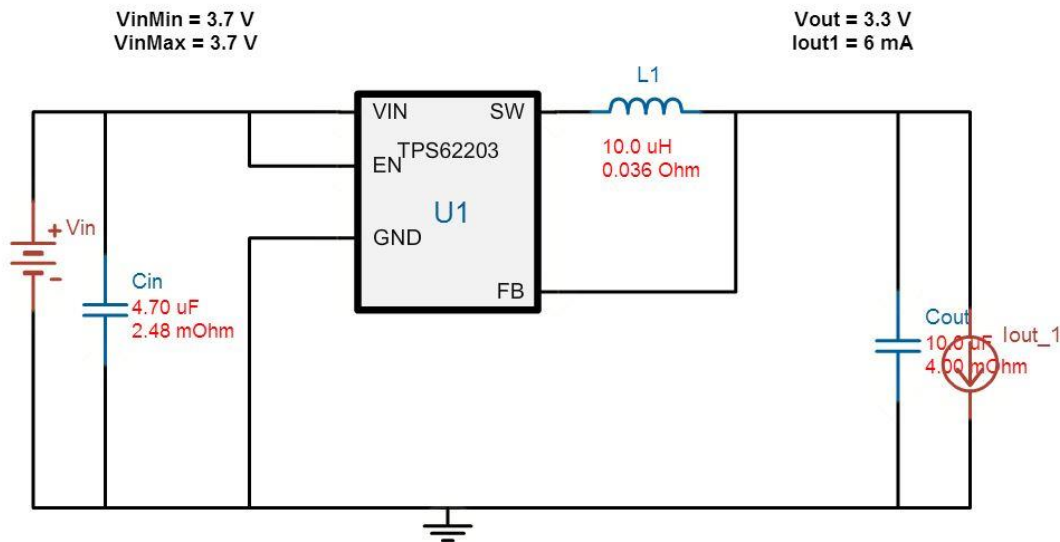 VinMin = 3.7 V
VinMax = 3.7 V
Vout = 3.3 V
Iout1 = 6 mA
L1
10.0 uH
0.036 Ohm
VIN
SW
TPS62203
EN
U1
GND
FB
+
Vin
-
Cin
4.70 uF
2.48 mOhm
Cout
10.0 uF
4.00 mOhm
Iout_1